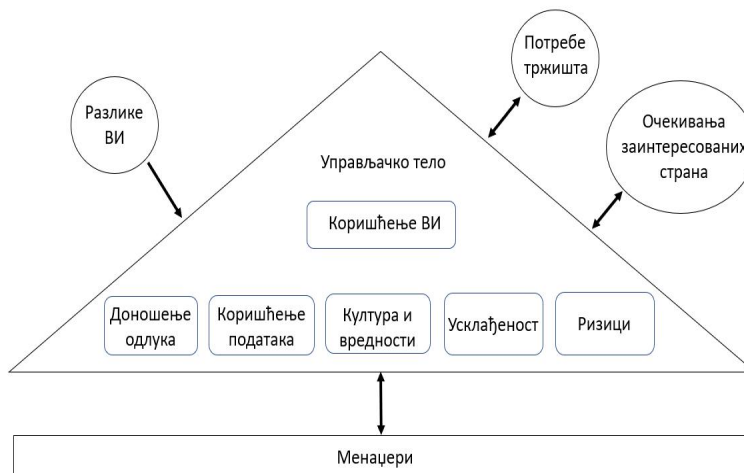 Потребе
тржишта
Разлике
ВИ
Очекивања
заинтересованих
страна
Управљачко тело
Коришћење ВИ
Доношење
одлука
Коришћење
података
Култура и
вредности
Усклађеност
Ризици
Менаџери